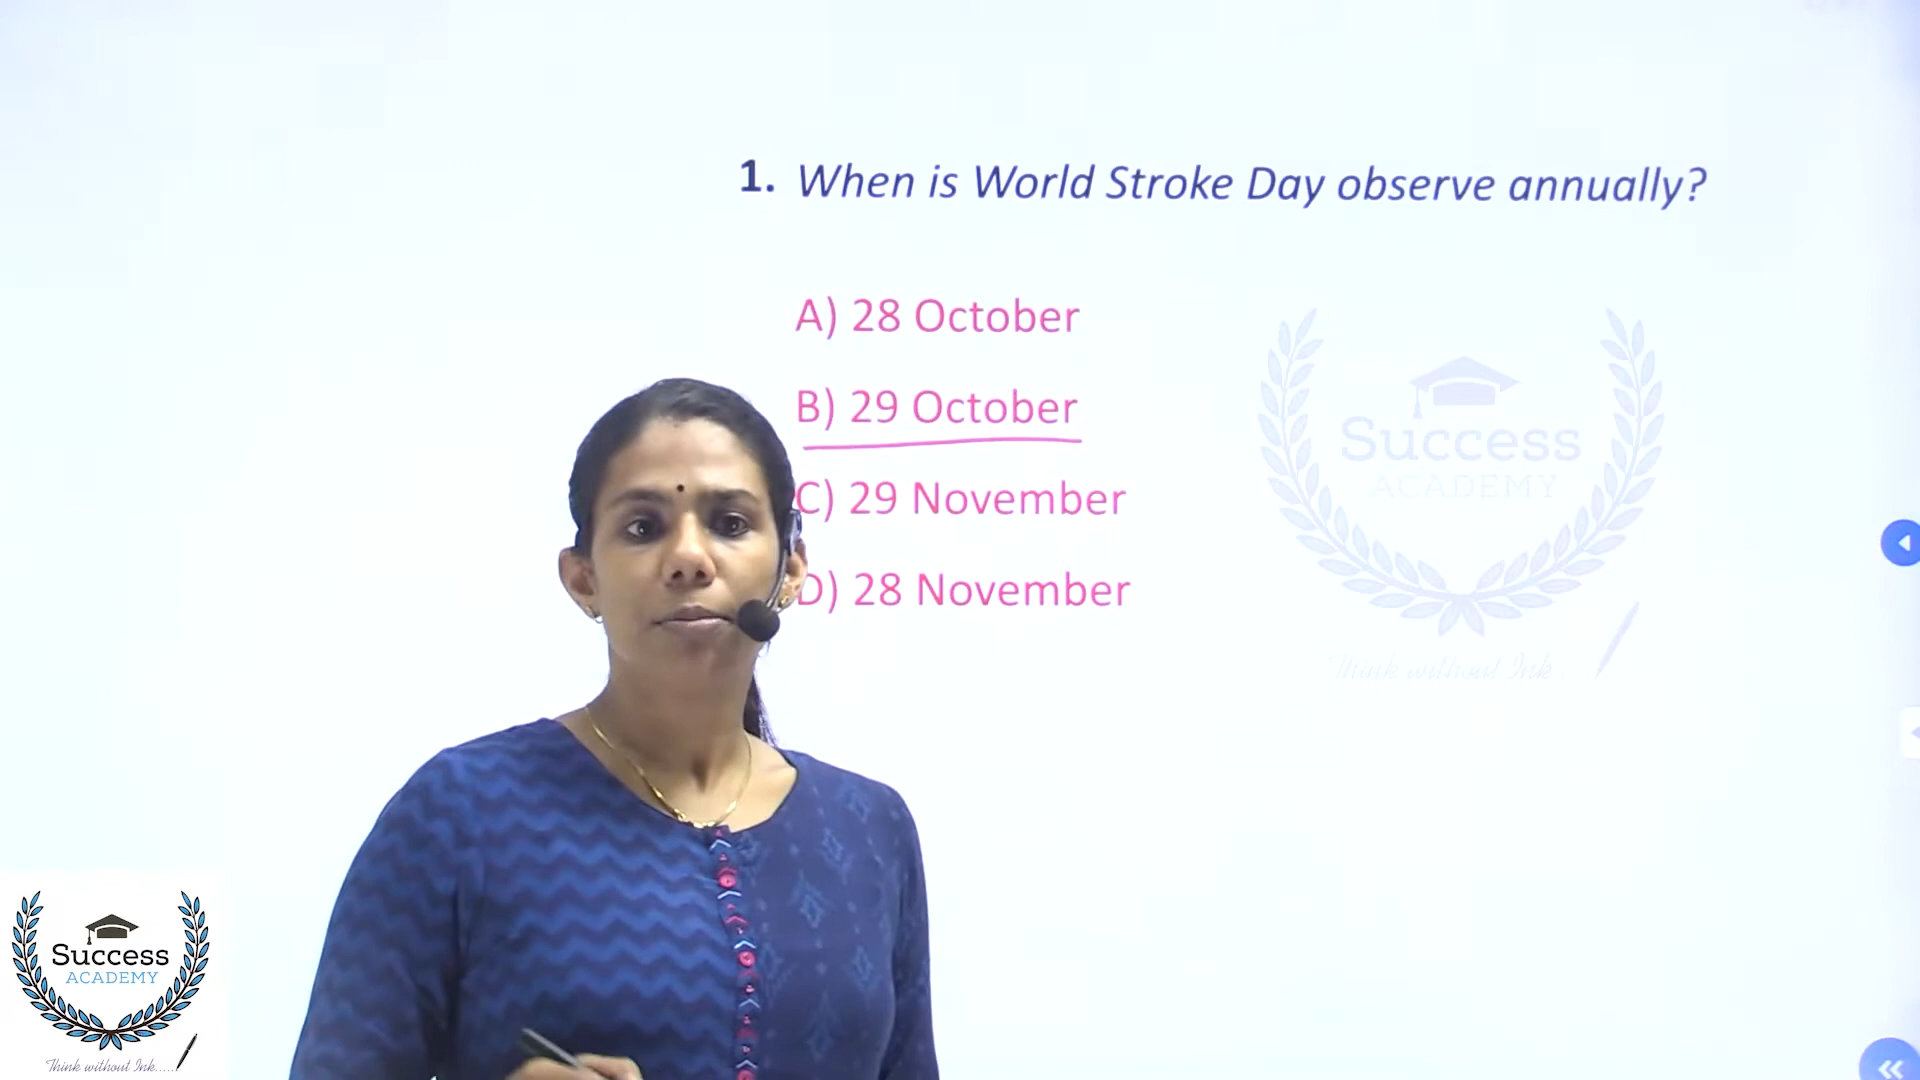 1. When is World Stroke Day observe annually?
A) 28 October
B) 29 October
C) 29 November
D) 28 November
Success
ACADEMY
Think without Ink...
Success
ACADEMY
Think without Ink......